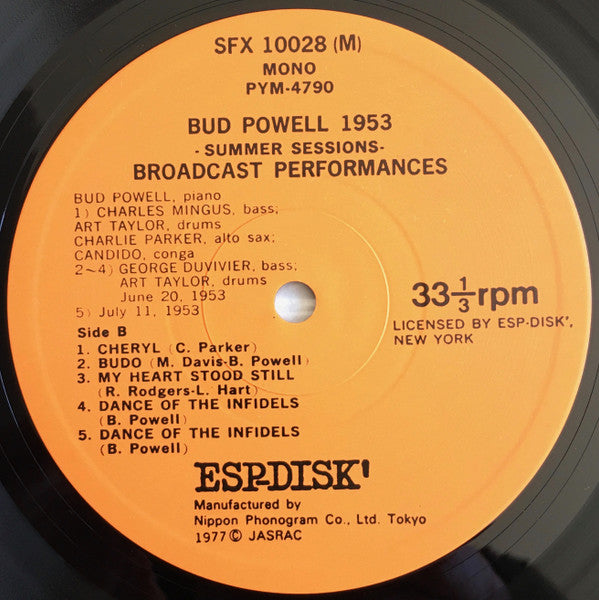 SFX 10028 (M)
MONO
PYM-4790
BUD POWELL 1953
- SUMMER SESSIONS -
BROADCAST PERFORMANCES
BUD POWELL, piano
1) CHARLES MINGUS, bass;
ART TAYLOR, drums
CHARLIE PARKER, alto sax;
CANDIDO, conga
2~4) GEORGE DUVIVIER, bass;
ART TAYLOR, drums
June 20, 1953
5) July 11, 1953
33⅓rpm
LICENSED BY ESP-DISK',
NEW YORK
Side B
1. CHERYL (C. Parker)
2. BUDO (M. Davis-B. Powell)
3. MY HEART STOOD STILL
(R. Rodgers-L. Hart)
4. DANCE OF THE INFIDELS
(B. Powell)
5. DANCE OF THE INFIDELS
(B. Powell)
ESP-DISK'
Manufactured by
Nippon Phonogram Co., Ltd. Tokyo
1977 © JASRAC